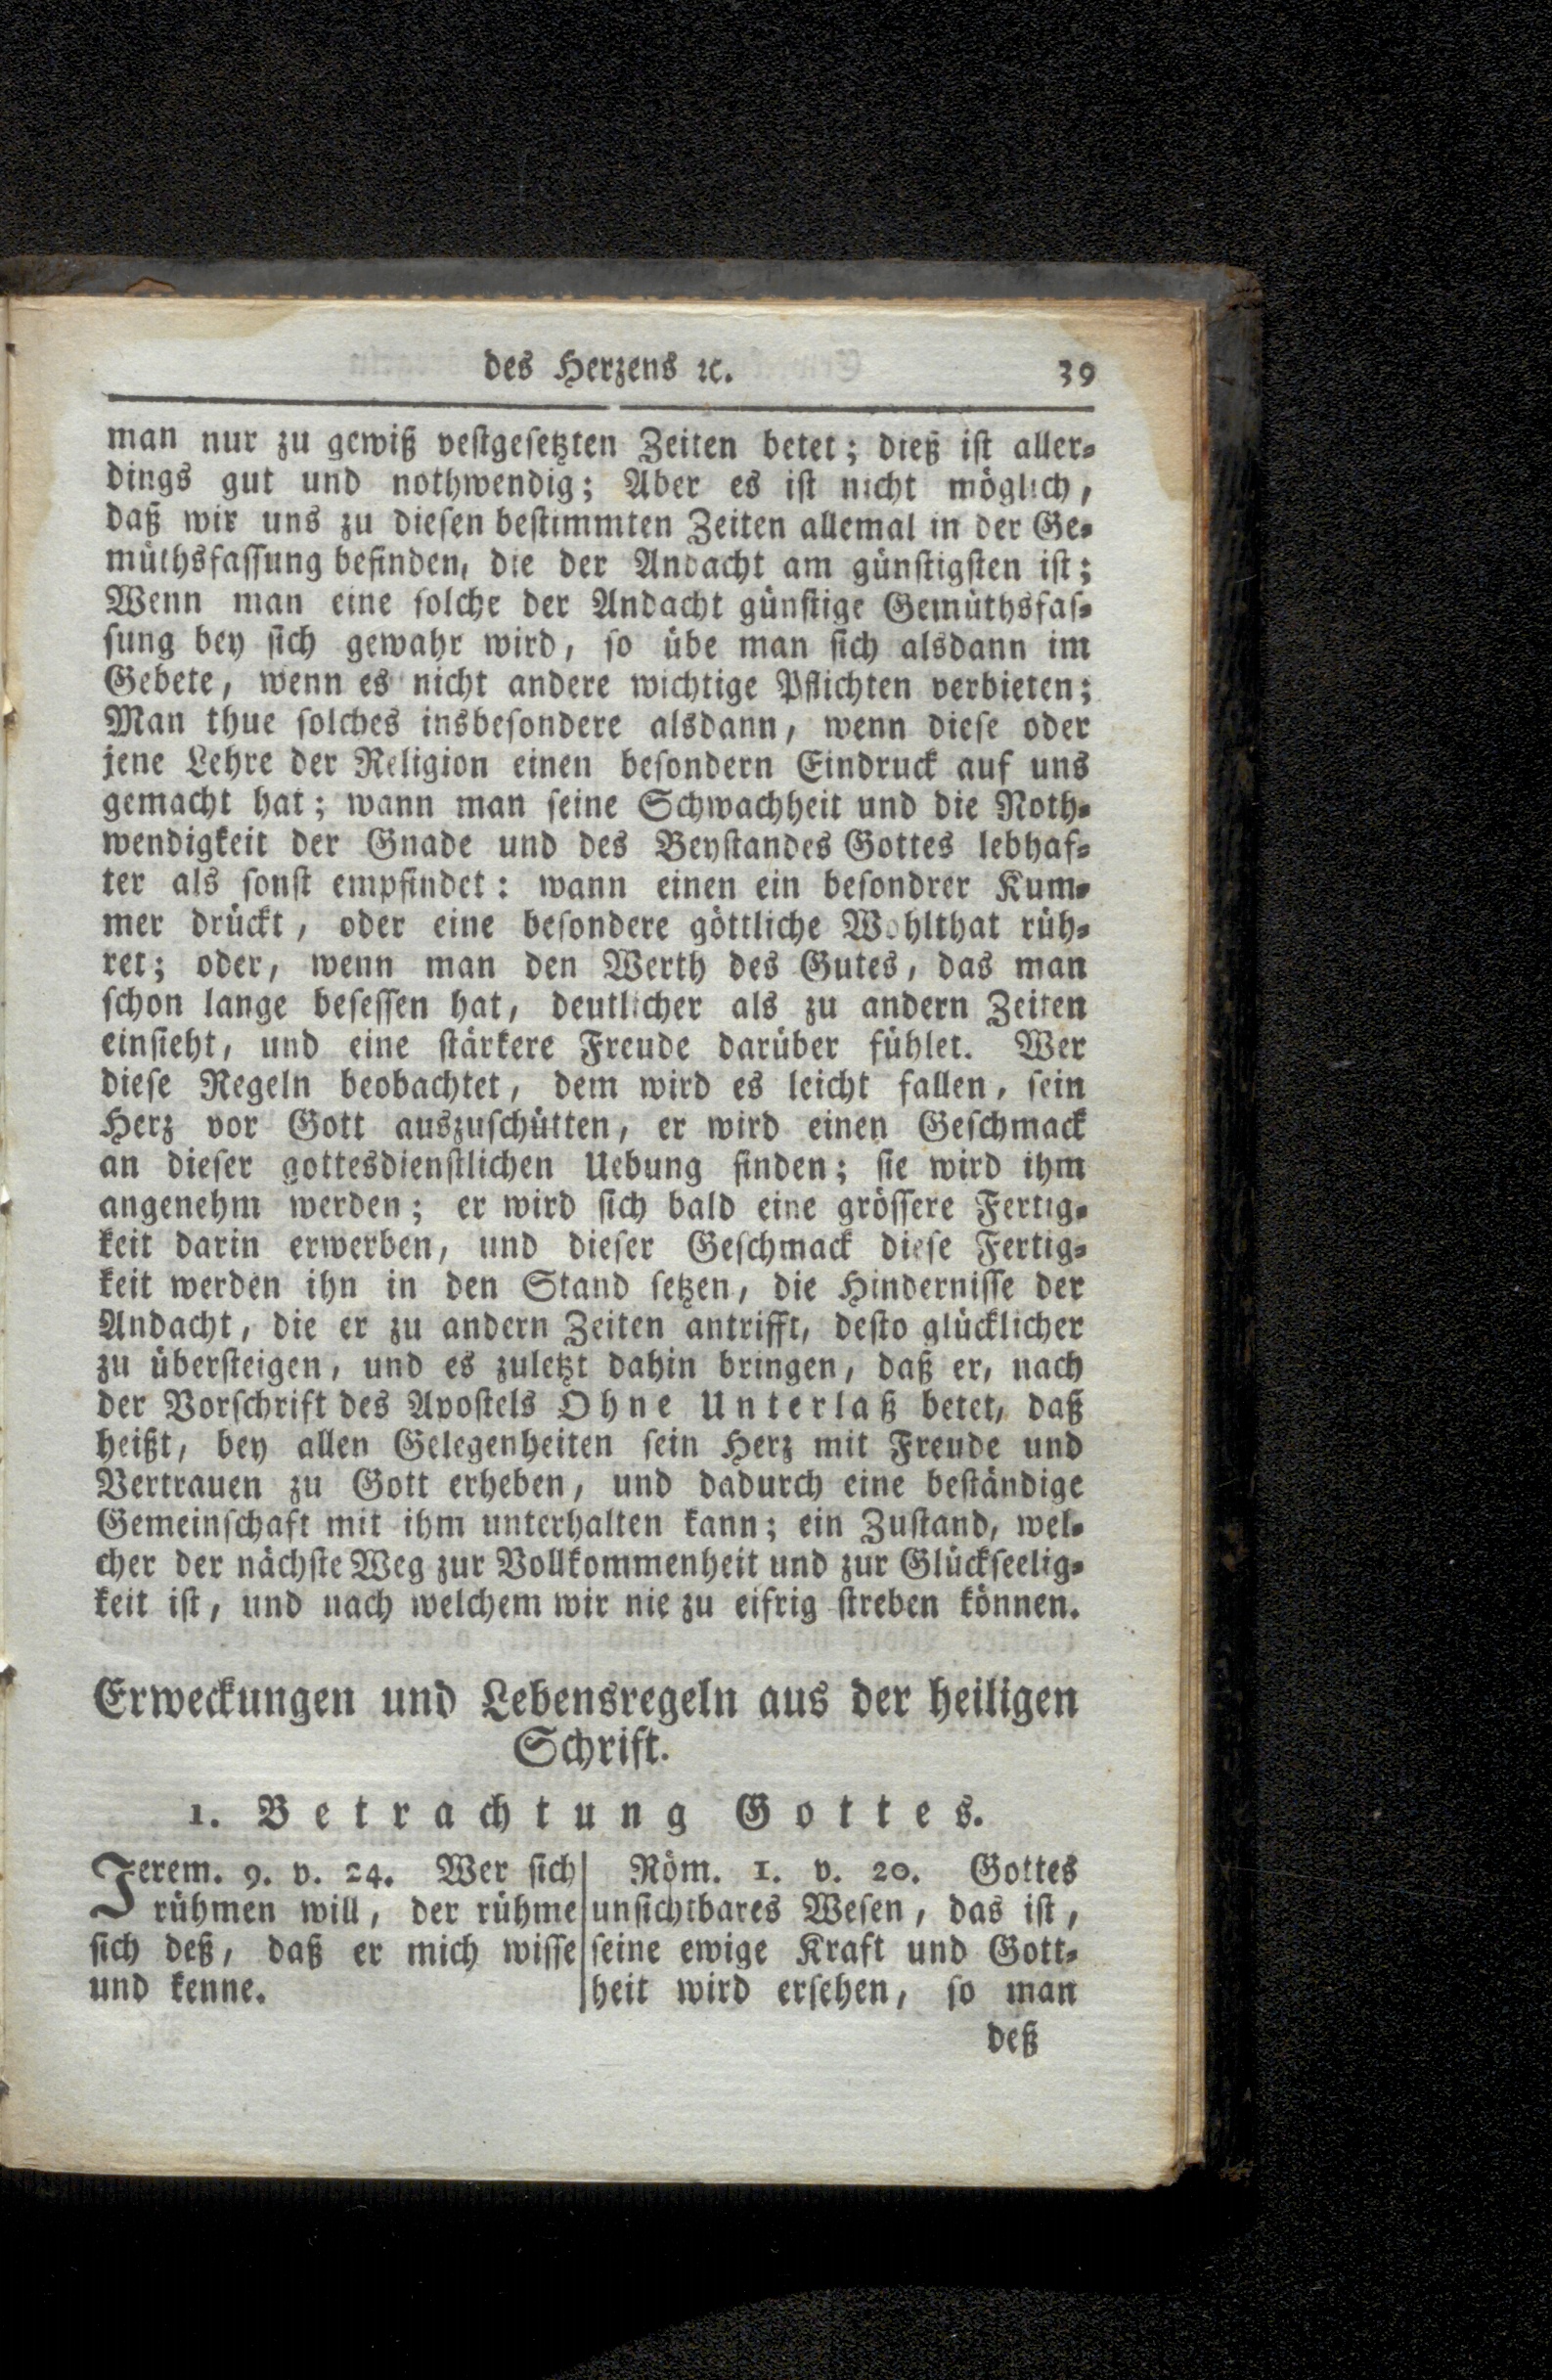 des Herzens ꝛc. 39
man nur zu gewiß vestgesetzten Zeiten betet; dieß ist aller-
dings gut und nothwendig; Aber es ist nicht möglich,
daß wir uns zu diesen bestimmten Zeiten allemal in der Ge-
müthsfassung befinden, die der Andacht am günstigsten ist;
Wenn man eine solche der Andacht günstige Gemüthsfas-
sung bey sich gewahr wird, so übe man sich alsdann im
Gebete, wenn es nicht andere wichtige Pflichten verbieten;
Man thue solches insbesondere alsdann, wenn diese oder
jene Lehre der Religion einen besondern Eindruck auf uns
gemacht hat; wann man seine Schwachheit und die Noth-
wendigkeit der Gnade und des Beystandes Gottes lebhaf-
ter als sonst empfindet: wann einen ein besondrer Kum-
mer drückt, oder eine besondere göttliche Wohlthat rüh-
ret; oder, wenn man den Werth des Gutes, das man
schon lange besessen hat, deutlicher als zu andern Zeiten
einsieht, und eine stärkere Freude darüber fühlet. Wer
diese Regeln beobachtet, dem wird es leicht fallen, sein
Herz vor Gott auszuschütten, er wird einen Geschmack
an dieser gottesdienstlichen Uebung finden; sie wird ihm
angenehm werden; er wird sich bald eine grössere Fertig-
keit darin erwerben, und dieser Geschmack diese Fertig-
keit werden ihn in den Stand setzen, die Hindernisse der
Andacht, die er zu andern Zeiten antrifft, desto glücklicher
zu übersteigen, und es zuletzt dahin bringen, daß er, nach
der Vorschrift des Apostels Ohne Unterlaß betet, daß
heißt, bey allen Gelegenheiten sein Herz mit Freude und
Vertrauen zu Gott erheben, und dadurch eine beständige
Gemeinschaft mit ihm unterhalten kann; ein Zustand, wel-
cher der nächste Weg zur Vollkommenheit und zur Glückseelig-
keit ist, und nach welchem wir nie zu eifrig streben können.
Erweckungen und Lebensregeln aus der heiligen
Schrift.
1. Betrachtung Gottes.
Jerem. 9. v. 24. Wer sich
rühmen will, der rühme
sich deß, daß er mich wisse
und kenne.
Röm. 1. v. 20. Gottes
unsichtbares Wesen, das ist,
seine ewige Kraft und Gott-
heit wird ersehen, so man
deß